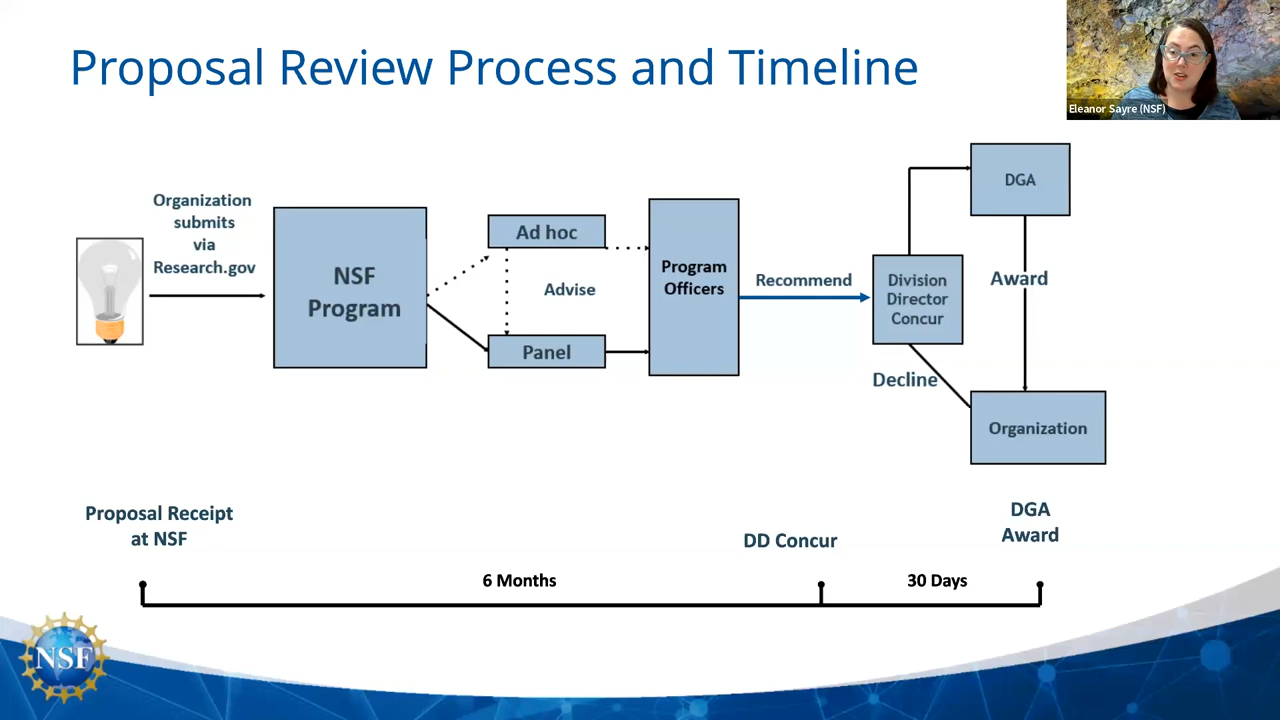 Proposal Review Process and Timeline
Eleanor Sayre (NSF)
Organization
submits
via
Research.gov
NSF
Program
Ad hoc
Advise
Panel
Program
Officers
Recommend
Division
Director
Concur
DGA
Award
Decline
Organization
Proposal Receipt
at NSF
DD Concur
DGA
Award
6 Months
30 Days
NSF